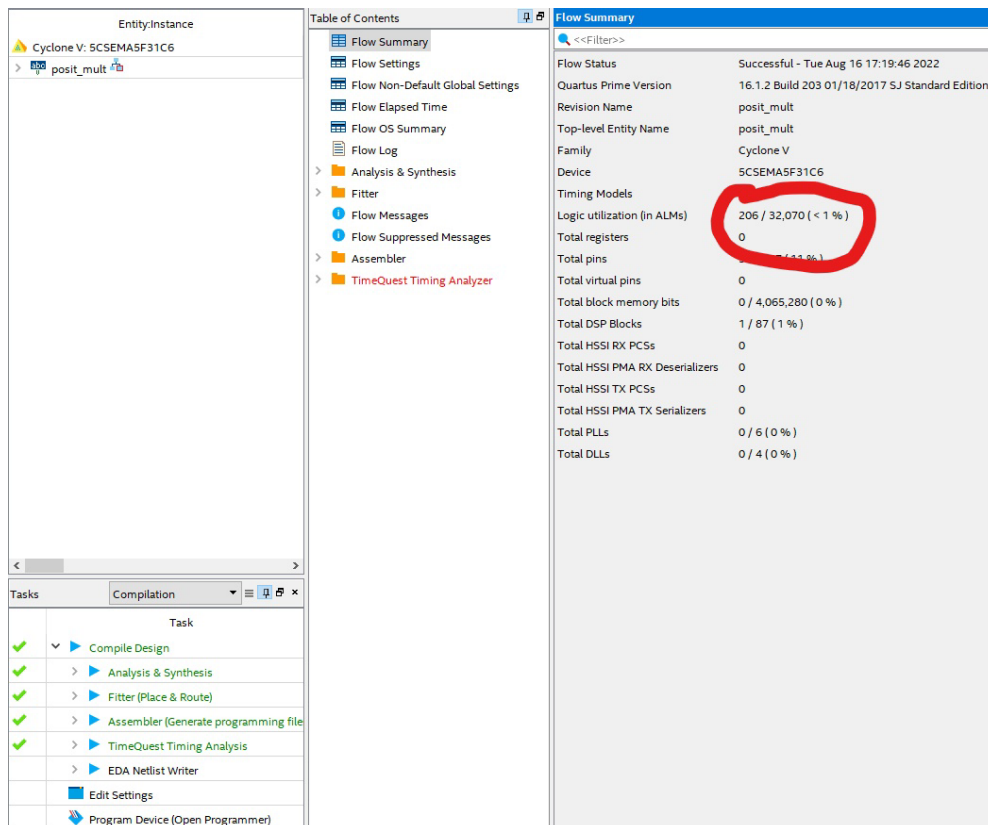 Entity:Instance
Cyclone V: 5CSEMA5F31C6
abc posit_mult
Tasks Compilation
Task
Compile Design
Analysis & Synthesis
Fitter (Place & Route)
Assembler (Generate programming file
TimeQuest Timing Analysis
EDA Netlist Writer
Edit Settings
Program Device (Open Programmer)
Table of Contents
Flow Summary
Flow Settings
Flow Non-Default Global Settings
Flow Elapsed Time
Flow OS Summary
Flow Log
Analysis & Synthesis
Fitter
Flow Messages
Flow Suppressed Messages
Assembler
TimeQuest Timing Analyzer
Flow Summary
<<Filter>>
Flow Status Successful - Tue Aug 16 17:19:46 2022
Quartus Prime Version 16.1.2 Build 203 01/18/2017 SJ Standard Edition
Revision Name posit_mult
Top-level Entity Name posit_mult
Family Cyclone V
Device 5CSEMA5F31C6
Timing Models
Logic utilization (in ALMs) 206 / 32,070 ( < 1 % )
Total registers 0
Total pins
Total virtual pins 0
Total block memory bits 0 / 4,065,280 ( 0 % )
Total DSP Blocks 1 / 87 ( 1 % )
Total HSSI RX PCSs 0
Total HSSI PMA RX Deserializers 0
Total HSSI TX PCSs 0
Total HSSI PMA TX Serializers 0
Total PLLs 0 / 6 ( 0 % )
Total DLLs 0 / 4 ( 0 % )